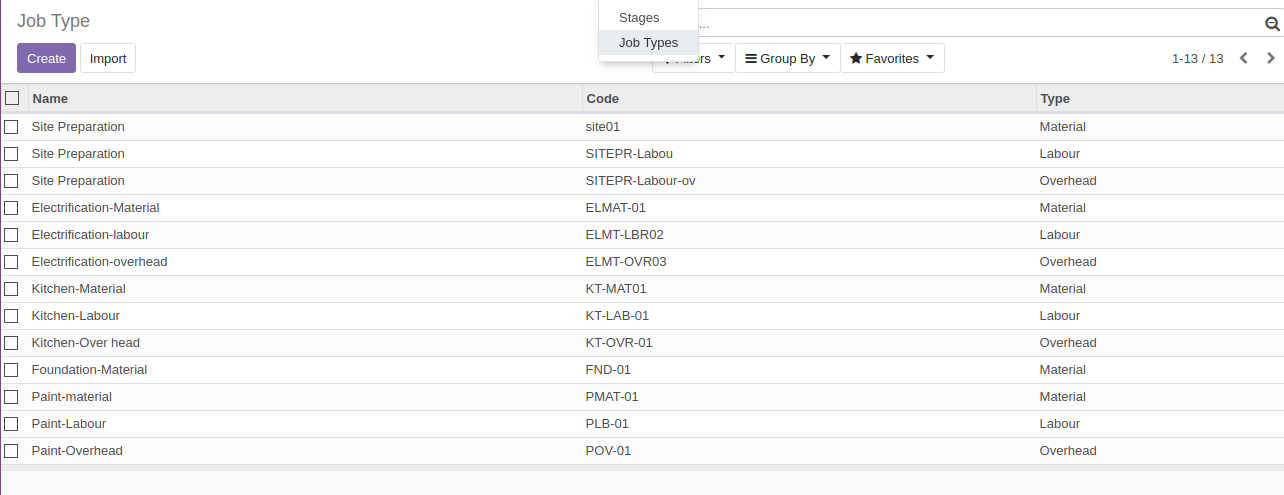 Job Type
Stages
...
Job Types
Create Import
Group By Favorites
1-13 / 13
Name Code Type
Site Preparation site01 Material
Site Preparation SITEPR-Labou Labour
Site Preparation SITEPR-Labour-ov Overhead
Electrification-Material ELMAT-01 Material
Electrification-labour ELMT-LBR02 Labour
Electrification-overhead ELMT-OVR03 Overhead
Kitchen-Material KT-MAT01 Material
Kitchen-Labour KT-LAB-01 Labour
Kitchen-Over head KT-OVR-01 Overhead
Foundation-Material FND-01 Material
Paint-material PMAT-01 Material
Paint-Labour PLB-01 Labour
Paint-Overhead POV-01 Overhead